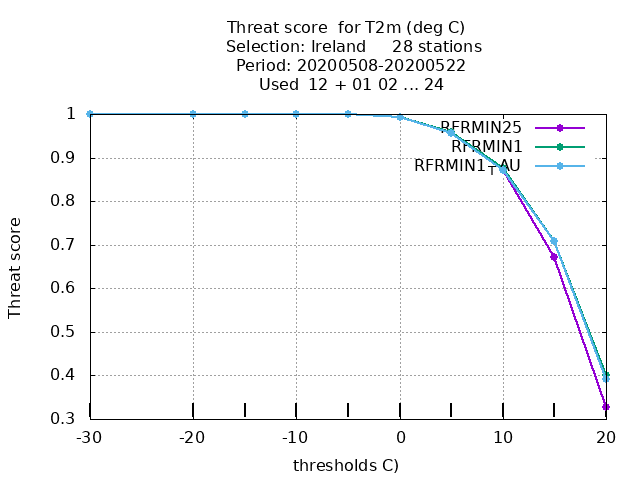 Threat score for T2m (deg C)
Selection: Ireland 28 stations
Period: 20200508-20200522
Used 12 + 01 02 ... 24
RFRMIN25
RFRMIN1
RFRMIN1TAU
Threat score
1
0.9
0.8
0.7
0.6
0.5
0.4
0.3
-30
-20
-10
0
10
20
thresholds C)